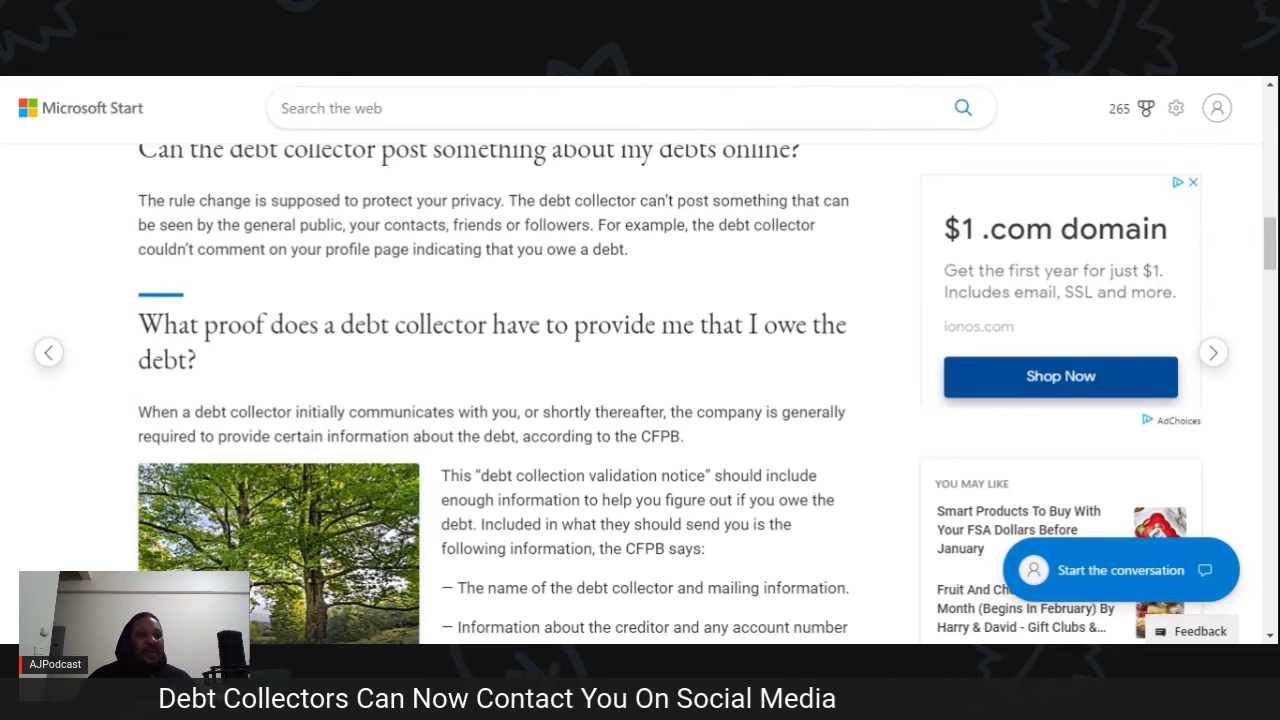 Microsoft Start
Search the web
265
Can the debt collector post something about my debts online?
The rule change is supposed to protect your privacy. The debt collector can’t post something that can
be seen by the general public, your contacts, friends or followers. For example, the debt collector
couldn’t comment on your profile page indicating that you owe a debt.
What proof does a debt collector have to provide me that I owe the
debt?
When a debt collector initially communicates with you, or shortly thereafter, the company is generally
required to provide certain information about the debt, according to the CFPB.
This “debt collection validation notice” should include
enough information to help you figure out if you owe the
debt. Included in what they should send you is the
following information, the CFPB says:
— The name of the debt collector and mailing information.
— Information about the creditor and any account number
$1 .com domain
Get the first year for just $1.
Includes email, SSL and more.
ionos.com
Shop Now
AdChoices
YOU MAY LIKE
Smart Products To Buy With
Your FSA Dollars Before
January
Start the conversation
Fruit And
Month (Begins In February) By
Harry & David - Gift Clubs &...
Feedback
AJPodcast
Debt Collectors Can Now Contact You On Social Media